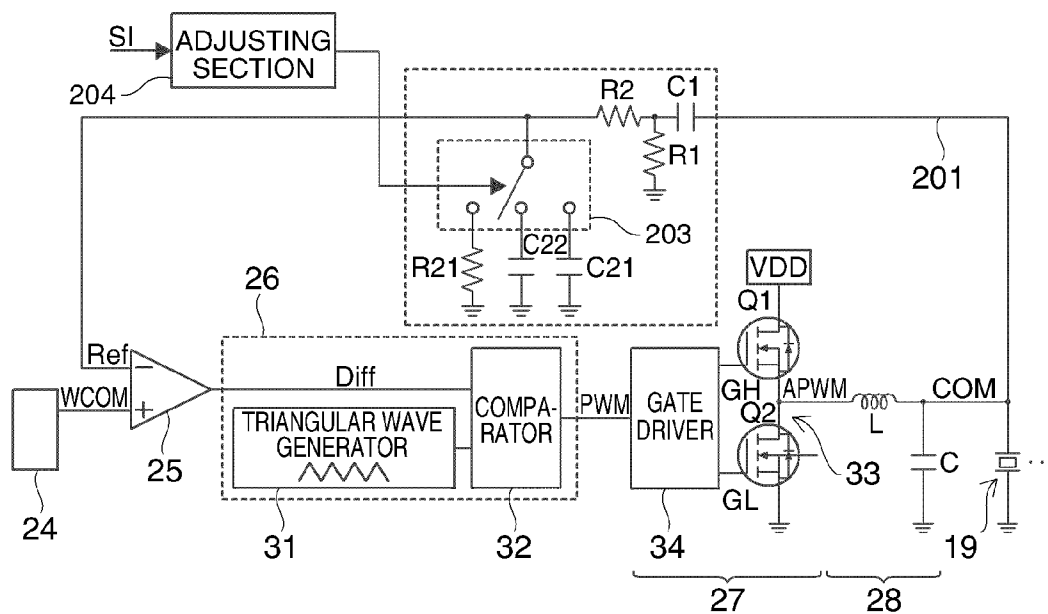 SI
ADJUSTING
SECTION
204
R2
C1
R1
201
203
R21
C22
C21
VDD
26
Q1
Ref
−
WCOM
+
25
Diff
TRIANGULAR WAVE
GENERATOR
COMPA-
RATOR
PWM
GATE
DRIVER
GH
APWM
COM
Q2
L
33
C
GL
24
31
32
34
19
27
28